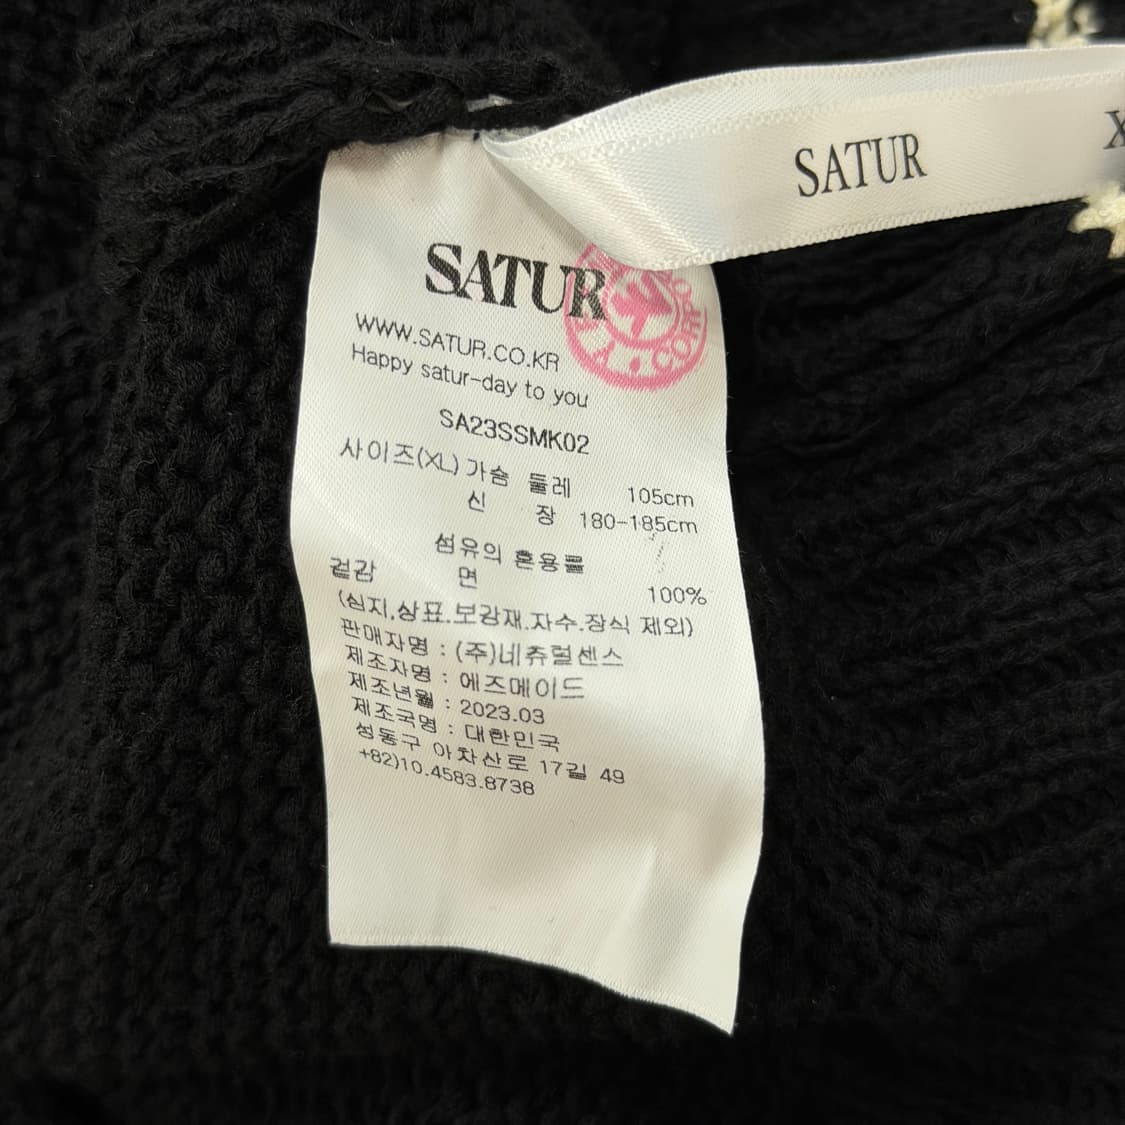 SATUR
SATUR
WWW.SATUR.CO.KR
Happy satur-day to you
SA23SSMK02
사이즈(XL) 가슴 둘레 105cm
신 장 180-185cm
섬유의 혼용률
겉감 면 100%
(심지.상표.보강재.자수.장식 제외)
판매자명 : (주)네츄럴센스
제조자명 : 에즈메이드
제조년월 : 2023.03
제조국명 : 대한민국
성동구 아차산로 17길 49
+82)10.4583.8738